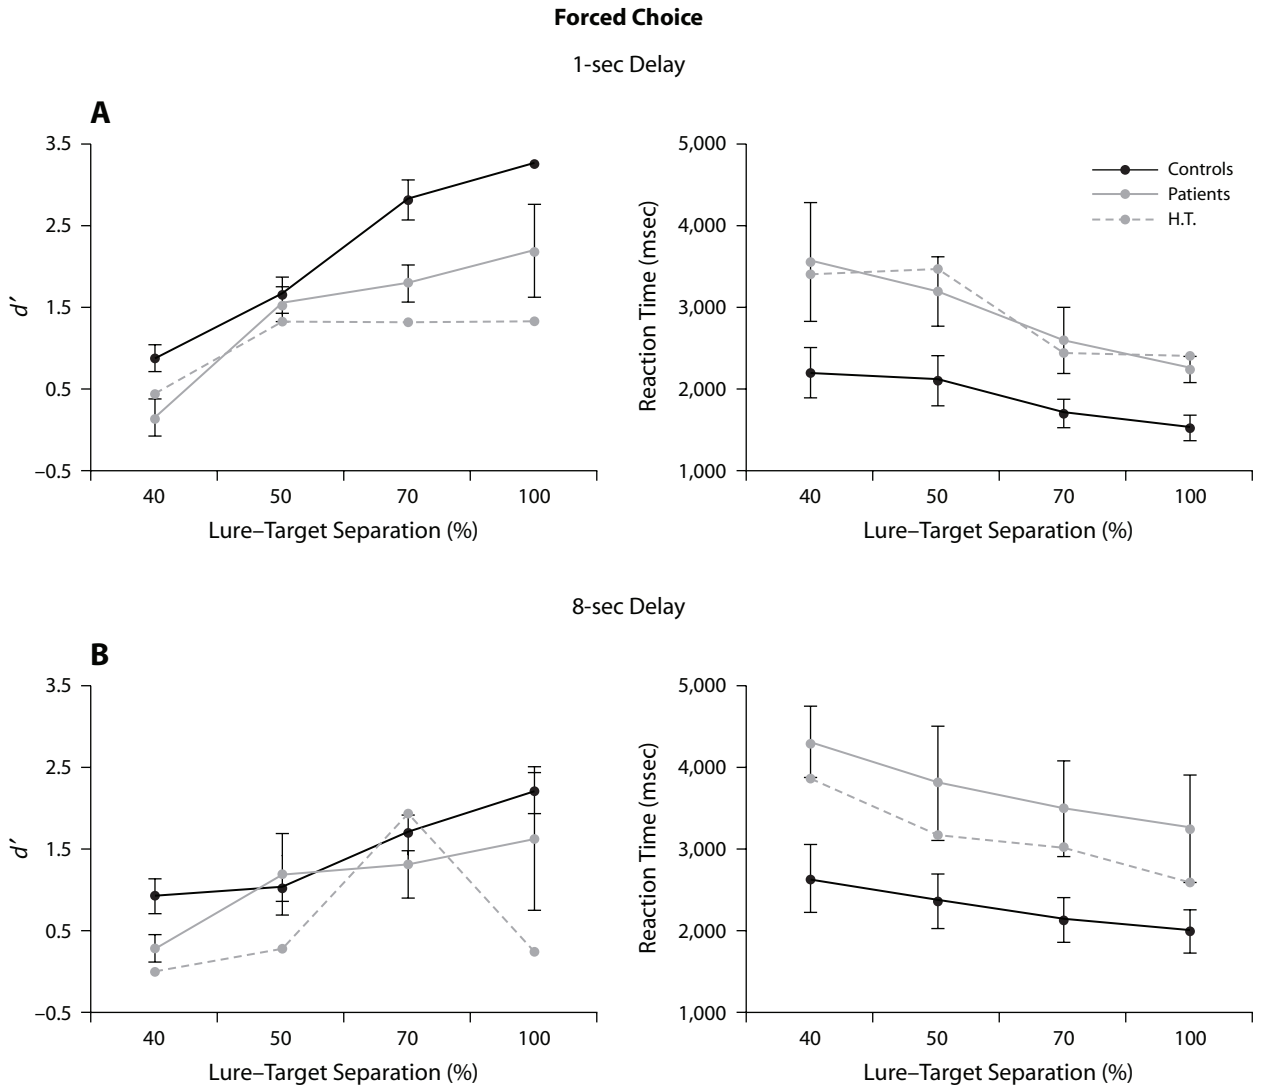 Forced Choice
1-sec Delay
A
3.5
2.5
1.5
0.5
–0.5
d′
40 50 70 100
Lure–Target Separation (%)
5,000
4,000
3,000
2,000
1,000
Reaction Time (msec)
Controls
Patients
H.T.
40 50 70 100
Lure–Target Separation (%)
8-sec Delay
B
3.5
2.5
1.5
0.5
–0.5
d′
40 50 70 100
Lure–Target Separation (%)
5,000
4,000
3,000
2,000
1,000
Reaction Time (msec)
40 50 70 100
Lure–Target Separation (%)